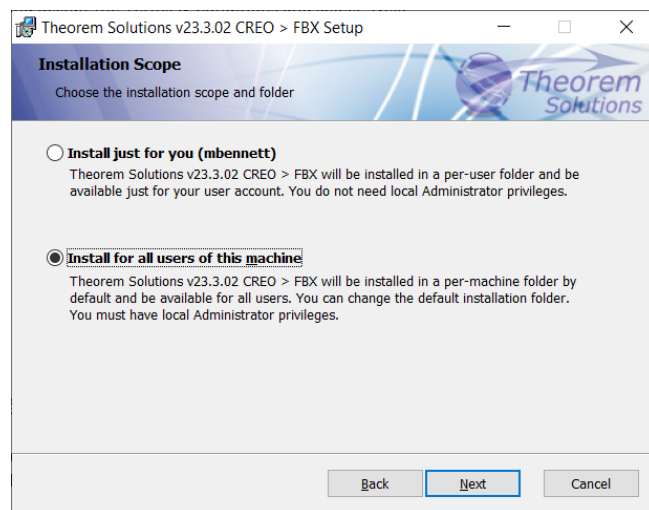 Theorem Solutions v23.3.02 CREO > FBX Setup
Installation Scope
Choose the installation scope and folder
Theorem
Solutions
Install just for you (mbennett)
Theorem Solutions v23.3.02 CREO > FBX will be installed in a per-user folder and be
available just for your user account. You do not need local Administrator privileges.
Install for all users of this machine
Theorem Solutions v23.3.02 CREO > FBX will be installed in a per-machine folder by
default and be available for all users. You can change the default installation folder.
You must have local Administrator privileges.
Back
Next
Cancel